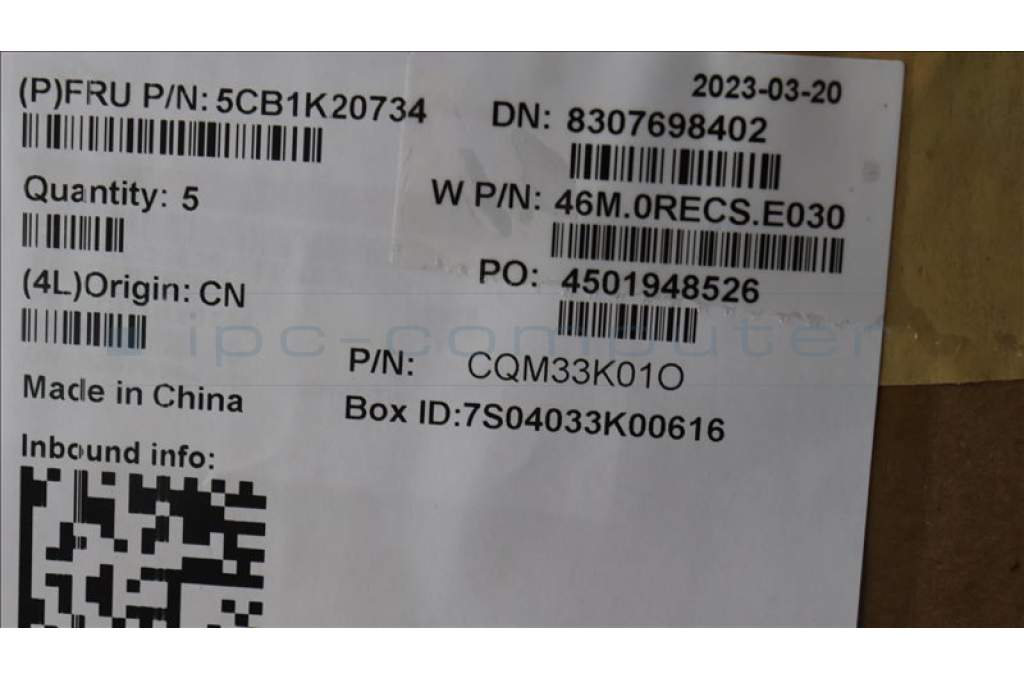 2023-03-20
(P)FRU P/N: 5CB1K20734
DN: 8307698402
Quantity: 5
W P/N: 46M.0RECS.E030
(4L)Origin: CN
PO: 4501948526
ipc-computer
P/N: CQM33K01O
Made in China
Box ID:7S04033K00616
Inbound info: